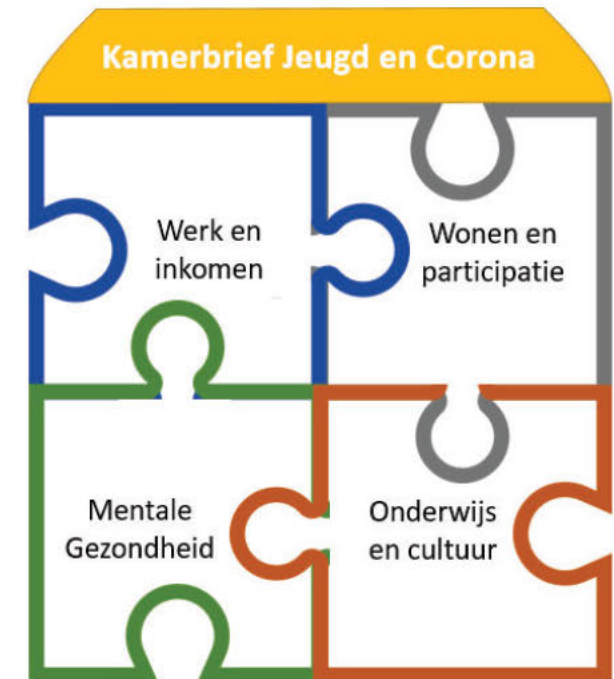 Kamerbrief Jeugd en Corona
Werk en
inkomen
Wonen en
participatie
Mentale
Gezondheid
Onderwijs
en cultuur